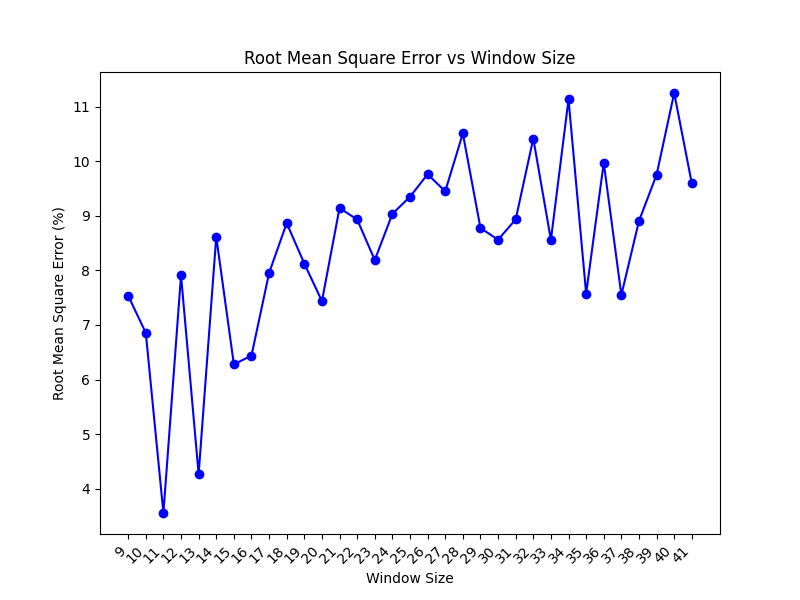 Root Mean Square Error vs Window Size
Root Mean Square Error (%)
11
10
9
8
7
6
5
4
9 10 11 12 13 14 15 16 17 18 19 20 21 22 23 24 25 26 27 28 29 30 31 32 33 34 35 36 37 38 39 40 41
Window Size